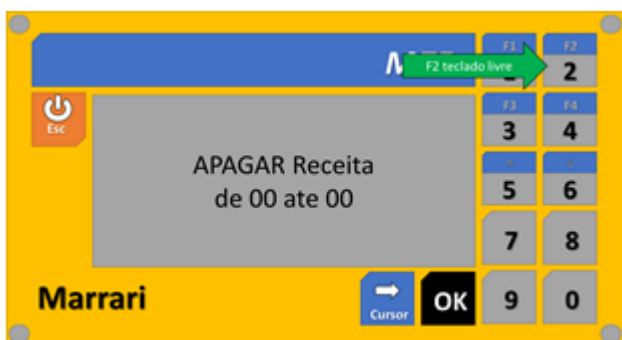 F2 teclado livre
F2
2
Esc
F3
3
F4
4
APAGAR Receita
de 00 ate 00
5
6
7
8
Marrari
Cursor
OK
9
0
F1